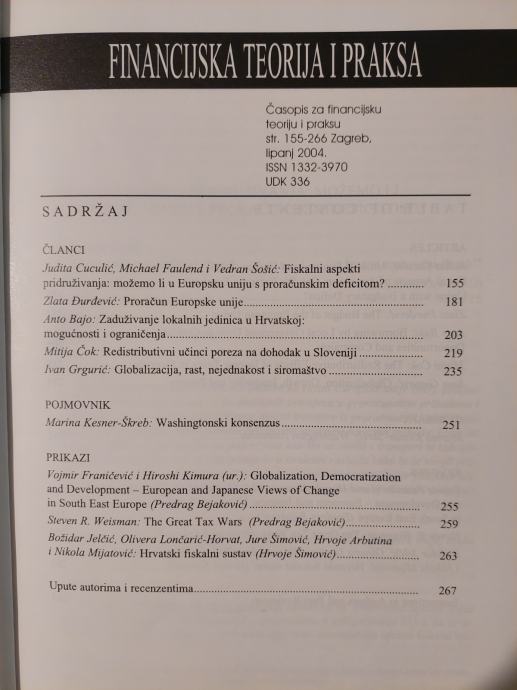 FINANCIJSKA TEORIJA I PRAKSA
Časopis za financijsku
teoriju i praksu
str. 155-266 Zagreb,
lipanj 2004.
ISSN 1332-3970
UDK 336
SADRŽAJ
ČLANCI
Judita Cuculić, Michael Faulend i Vedran Šošić: Fiskalni aspekti
pridruživanja: možemo li u Europsku uniju s proračunskim deficitom? ............ 155
Zlata Đurđević: Proračun Europske unije ............ 181
Anto Bajo: Zaduživanje lokalnih jedinica u Hrvatskoj:
mogućnosti i ograničenja ............ 203
Mitija Čok: Redistributivni učinci poreza na dohodak u Sloveniji ............ 219
Ivan Grgurić: Globalizacija, rast, nejednakost i siromaštvo ............ 235
POJMOVNIK
Marina Kesner-Škreb: Washingtonski konsenzus ............ 251
PRIKAZI
Vojmir Franičević i Hiroshi Kimura (ur.): Globalization, Democratization
and Development – European and Japanese Views of Change
in South East Europe (Predrag Bejaković) ............ 255
Steven R. Weisman: The Great Tax Wars (Predrag Bejaković) ............ 259
Božidar Jelčić, Olivera Lončarić-Horvat, Jure Šimović, Hrvoje Arbutina
i Nikola Mijatović: Hrvatski fiskalni sustav (Hrvoje Šimović) ............ 263
Upute autorima i recenzentima ............ 267